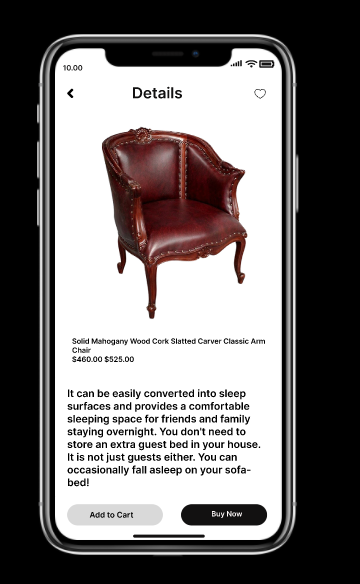 10.00
Details
Solid Mahogany Wood Cork Slatted Carver Classic Arm
Chair
$460.00 $525.00
It can be easily converted into sleep
surfaces and provides a comfortable
sleeping space for friends and family
staying overnight. You don't need to
store an extra guest bed in your house.
It is not just guests either. You can
occasionally fall asleep on your sofa-
bed!
Add to Cart
Buy Now